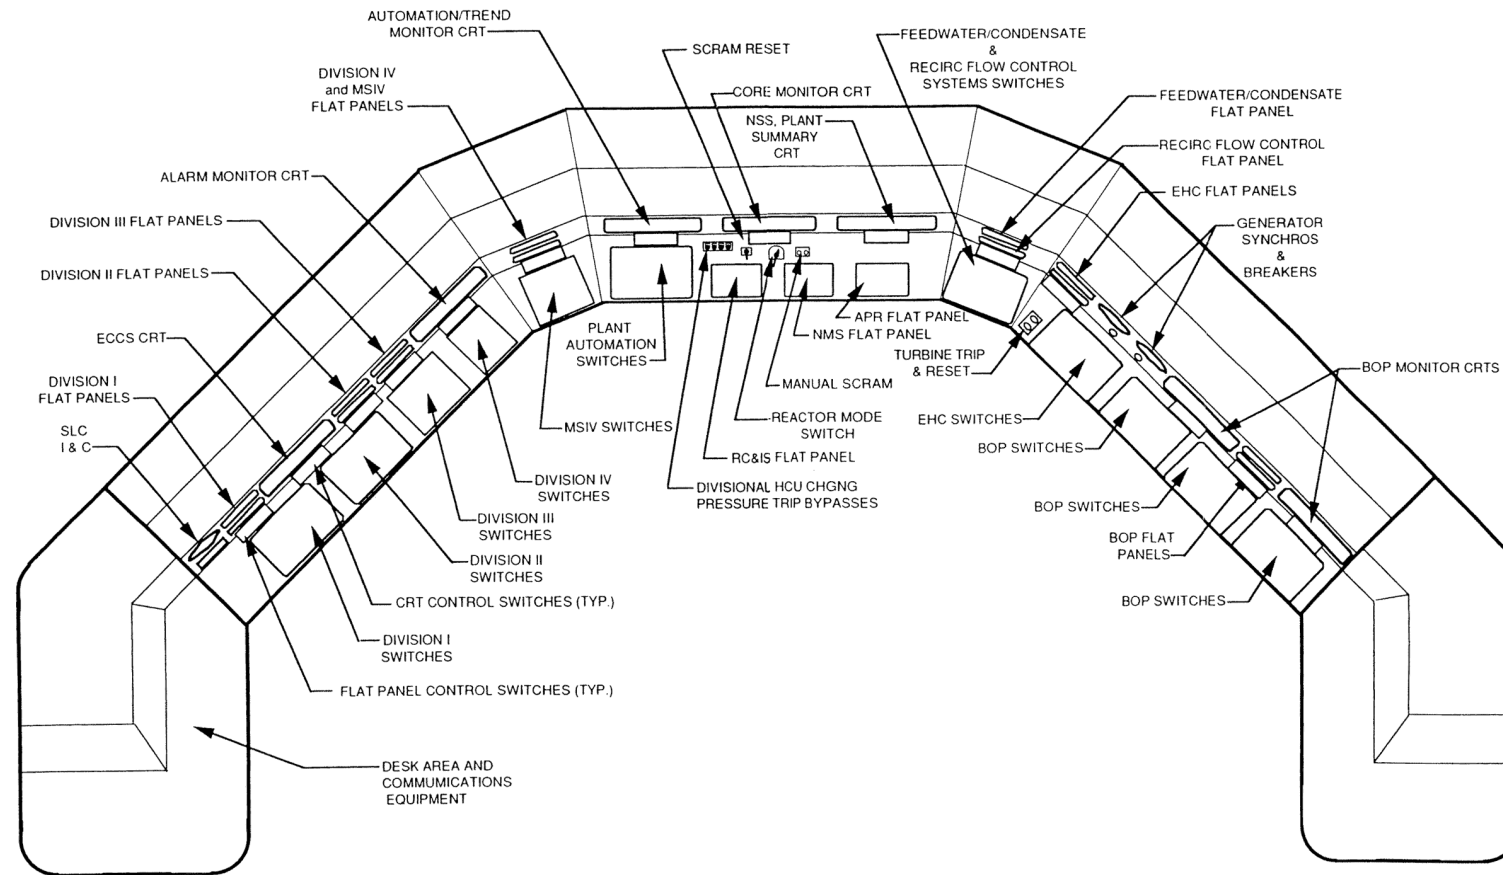 AUTOMATION/TREND
MONITOR CRT
SCRAM RESET
FEEDWATER/CONDENSATE
&
RECIRC FLOW CONTROL
SYSTEMS SWITCHES
DIVISION IV
and MSIV
FLAT PANELS
CORE MONITOR CRT
NSS, PLANT
SUMMARY
CRT
FEEDWATER/CONDENSATE
FLAT PANEL
RECIRC FLOW CONTROL
FLAT PANEL
ALARM MONITOR CRT
EHC FLAT PANELS
DIVISION III FLAT PANELS
GENERATOR
SYNCHROS
&
BREAKERS
DIVISION II FLAT PANELS
ECCS CRT
PLANT
AUTOMATION
SWITCHES
APR FLAT PANEL
NMS FLAT PANEL
TURBINE TRIP
& RESET
BOP MONITOR CRTS
DIVISION I
FLAT PANELS
MANUAL SCRAM
SLC
I & C
MSIV SWITCHES
REACTOR MODE
SWITCH
EHC SWITCHES
BOP SWITCHES
RC&IS FLAT PANEL
DIVISION IV
SWITCHES
DIVISIONAL HCU CHGNG
PRESSURE TRIP BYPASSES
BOP SWITCHES
DIVISION III
SWITCHES
BOP FLAT
PANELS
DIVISION II
SWITCHES
CRT CONTROL SWITCHES (TYP.)
BOP SWITCHES
DIVISION I
SWITCHES
FLAT PANEL CONTROL SWITCHES (TYP.)
DESK AREA AND
COMMUMICATIONS
EQUIPMENT